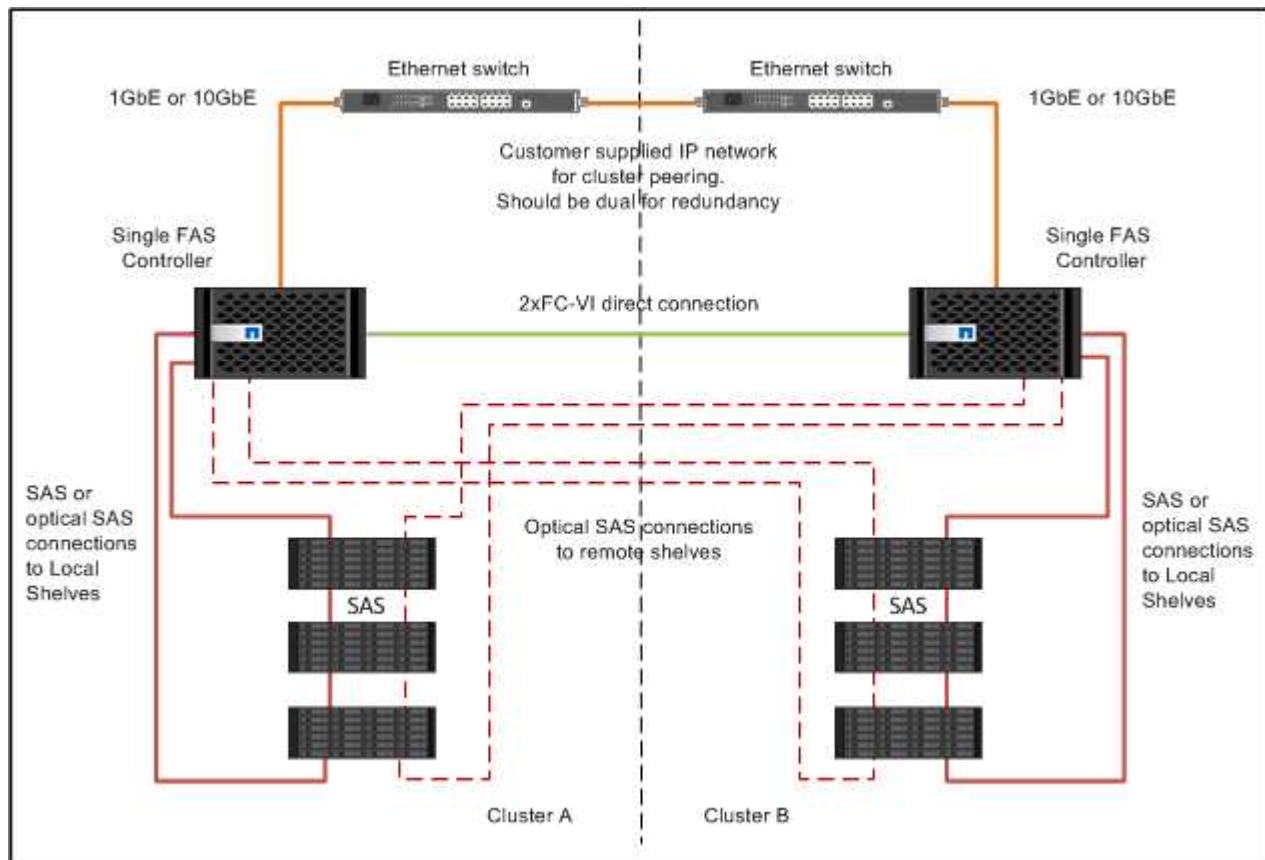 Ethernet switch
Ethernet switch
1GbE or 10GbE
1GbE or 10GbE
Customer supplied IP network
for cluster peering.
Should be dual for redundancy
Single FAS
Controller
Single FAS
Controller
2xFC-VI direct connection
SAS or
optical SAS
connections
to Local
Shelves
Optical SAS connections
to remote shelves
SAS or
optical SAS
connections
to Local
Shelves
SAS
SAS
Cluster A
Cluster B